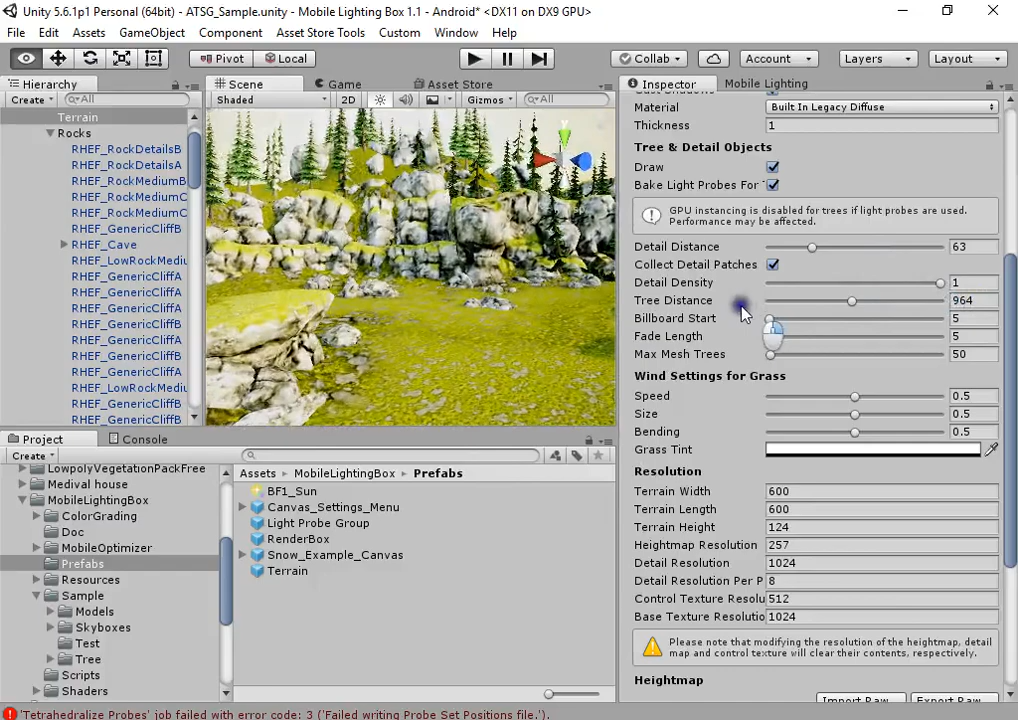 Unity 5.6.1p1 (64bit) - ATSG_Sample.unity - Mobile Lighting Box 1.1 - Android* <DX11 on DX9 GPU>
File Edit Assets GameObject Component Asset Store Tools Custom Window Help
Pivot Local Collab Account Layers Layout
Hierarchy Scene Game Asset Store Inspector Mobile Lighting
Create All Shaded 2D Gizmos All
Terrain
Rocks
RHEF_RockDetailsB
RHEF_RockDetailsA
RHEF_RockMediumB
RHEF_RockMediumC
RHEF_RockMediumC
RHEF_GenericCliffB
RHEF_Cave
RHEF_LowRockMediu
RHEF_GenericCliffA
RHEF_GenericCliffA
RHEF_GenericCliffA
RHEF_GenericCliffB
RHEF_GenericCliffB
RHEF_GenericCliffA
RHEF_GenericCliffB
RHEF_GenericCliffA
RHEF_LowRockMediu
RHEF_GenericCliffB
RHEF_GenericCliffB
Material Built In Legacy Diffuse
Thickness 1
Tree & Detail Objects
Draw
Bake Light Probes For
GPU instancing is disabled for trees if light probes are used.
Performance may be affected.
Detail Distance 63
Collect Detail Patches
Detail Density 1
Tree Distance 964
Billboard Start 5
Fade Length 5
Max Mesh Trees 50
Wind Settings for Grass
Speed 0.5
Size 0.5
Bending 0.5
Grass Tint
Resolution
Terrain Width 600
Terrain Length 600
Terrain Height 124
Heightmap Resolution 257
Detail Resolution 1024
Detail Resolution Per P 8
Control Texture Resolu 512
Base Texture Resolutio 1024
Please note that modifying the resolution of the heightmap, detail
map and control texture will clear their contents, respectively.
Heightmap
Import Raw... Export Raw...
Project Console
Create
LowpolyVegetationPackFree
Medival house
MobileLightingBox
ColorGrading
Doc
MobileOptimizer
Prefabs
Resources
Sample
Models
Skyboxes
Test
Tree
Scripts
Shaders
Assets MobileLightingBox Prefabs
BF1_Sun
Canvas_Settings_Menu
Light Probe Group
RenderBox
Snow_Example_Canvas
Terrain
'Tetrahedralize Probes' job failed with error code: 3 ('Failed writing Probe Set Positions file.').